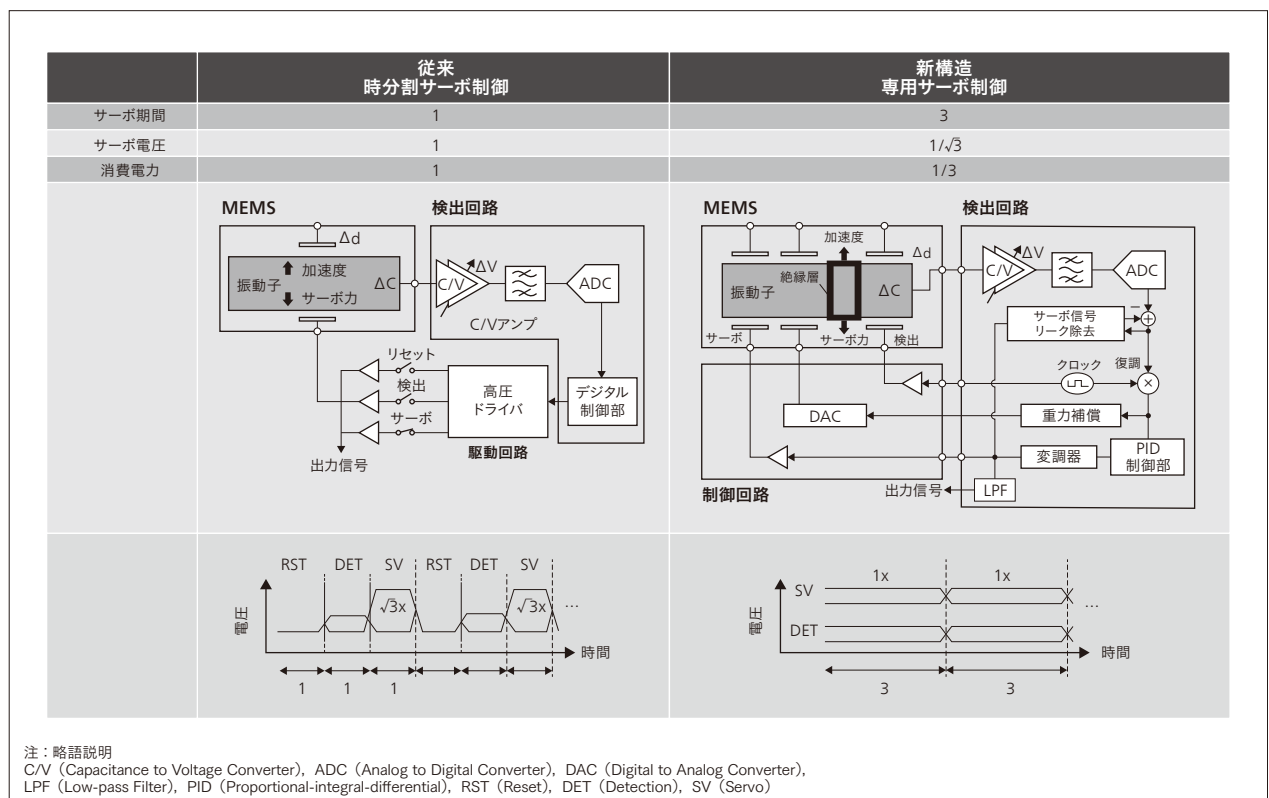 従来
時分割サーボ制御
新構造
専用サーボ制御
サーボ期間
1
3
サーボ電圧
1
1/√3
消費電力
1
1/3
MEMS
検出回路
Δd
加速度
振動子
サーボ力
ΔC
C/V
ΔV
ADC
C/Vアンプ
リセット
検出
サーボ
高圧
ドライバ
デジタル
制御部
駆動回路
出力信号
MEMS
検出回路
加速度
Δd
絶縁層
振動子
ΔC
サーボ
サーボ力
検出
C/V
ΔV
ADC
サーボ信号
リーク除去
−
+
クロック
復調
×
DAC
重力補償
変調器
PID
制御部
制御回路
出力信号
LPF
RST
DET
SV
RST
DET
SV
電圧
√3x
√3x
…
時間
1
1
1
1x
1x
SV
電圧
DET
…
時間
3
3
注：略語説明
C/V（Capacitance to Voltage Converter），ADC（Analog to Digital Converter），DAC（Digital to Analog Converter），
LPF（Low-pass Filter），PID（Proportional-integral-differential），RST（Reset），DET（Detection），SV（Servo）